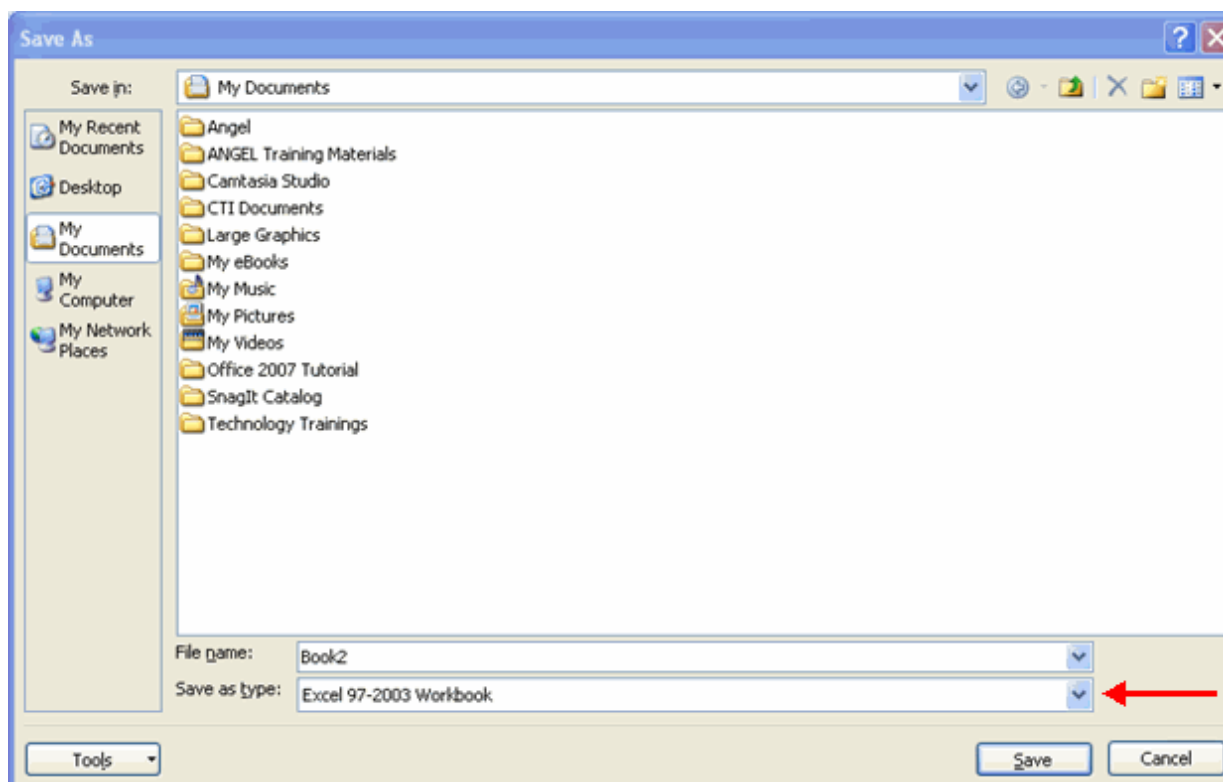 Save As
Save in:
My Documents
My Recent
Documents
Desktop
My
Documents
My
Computer
My Network
Places
Angel
ANGEL Training Materials
Camtasia Studio
CTI Documents
Large Graphics
My eBooks
My Music
My Pictures
My Videos
Office 2007 Tutorial
SnagIt Catalog
Technology Trainings
File name:
Book2
Save as type:
Excel 97-2003 Workbook
Tools
Save
Cancel